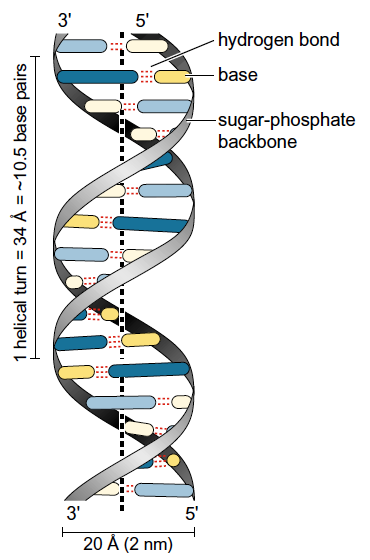 3' 5'
hydrogen bond
base
sugar-phosphate
backbone
1 helical turn = 34 Å = ~10.5 base pairs
3' 5'
20 Å (2 nm)